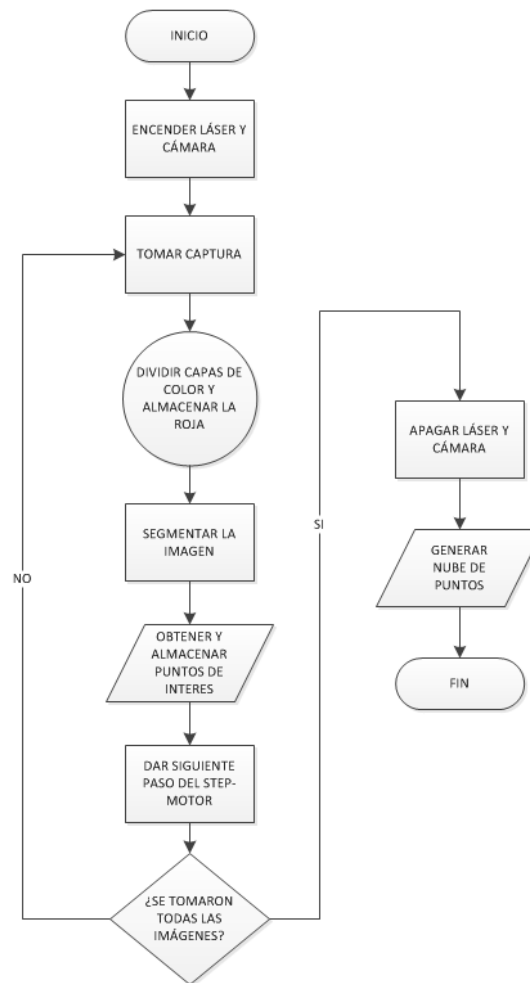 INICIO
ENCENDER LÁSER Y
CÁMARA
TOMAR CAPTURA
DIVIDIR CAPAS DE
COLOR Y
ALMACENAR LA
ROJA
SEGMENTAR LA
IMAGEN
OBTENER Y
ALMACENAR
PUNTOS DE
INTERES
DAR SIGUIENTE
PASO DEL STEP-
MOTOR
¿SE TOMARON
TODAS LAS
IMÁGENES?
NO
SI
APAGAR LÁSER Y
CÁMARA
GENERAR
NUBE DE
PUNTOS
FIN